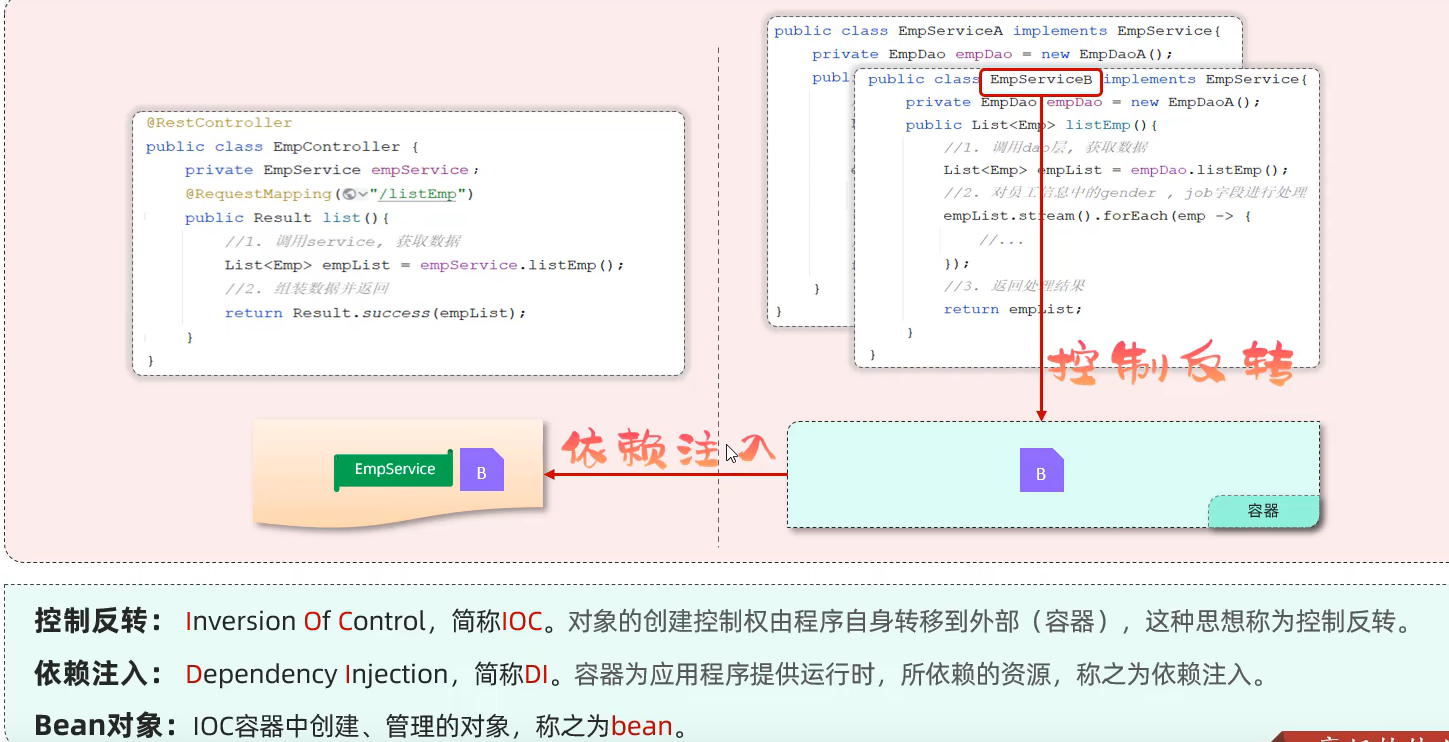 @RestController
public class EmpController {
private EmpService empService;
@RequestMapping("/listEmp")
public Result list(){
//1. 调用service, 获取数据
List<Emp> empList = empService.listEmp();
//2. 组装数据并返回
return Result.success(empList);
}
}
public class EmpServiceA implements EmpService{
private EmpDao empDao = new EmpDaoA();
publ
}
}
public class EmpServiceB implements EmpService{
private EmpDao empDao = new EmpDaoA();
public List<Emp> listEmp(){
//1. 调用dao层, 获取数据
List<Emp> empList = empDao.listEmp();
//2. 对员工信息中的gender , job字段进行处理
empList.stream().forEach(emp -> {
//...
});
//3. 返回处理结果
return empList;
}
}
控制反转
依赖注入
EmpService
B
B
容器
控制反转： Inversion Of Control，简称IOC。对象的创建控制权由程序自身转移到外部（容器），这种思想称为控制反转。
依赖注入： Dependency Injection，简称DI。容器为应用程序提供运行时，所依赖的资源，称之为依赖注入。
Bean对象：IOC容器中创建、管理的对象，称之为bean。